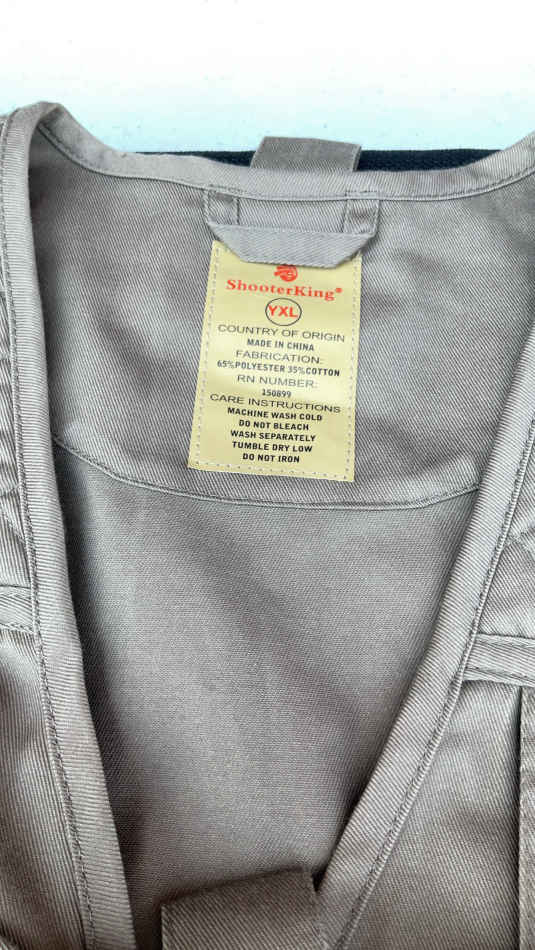 ShooterKing®
YXL
COUNTRY OF ORIGIN
MADE IN CHINA
FABRICATION:
65%POLYESTER 35%COTTON
RN NUMBER:
150899
CARE INSTRUCTIONS
MACHINE WASH COLD
DO NOT BLEACH
WASH SEPARATELY
TUMBLE DRY LOW
DO NOT IRON